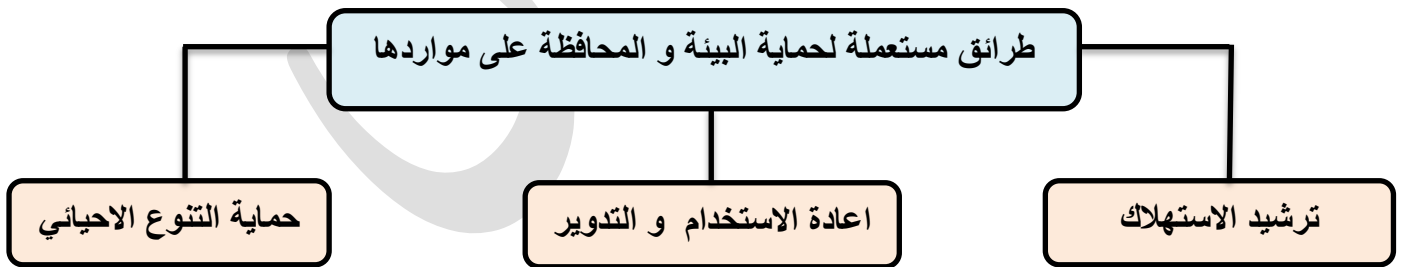 طرائق مستعملة لحماية البيئة و المحافظة على مواردها
ترشيد الاستهلاك
اعادة الاستخدام و التدوير
حماية التنوع الاحيائي